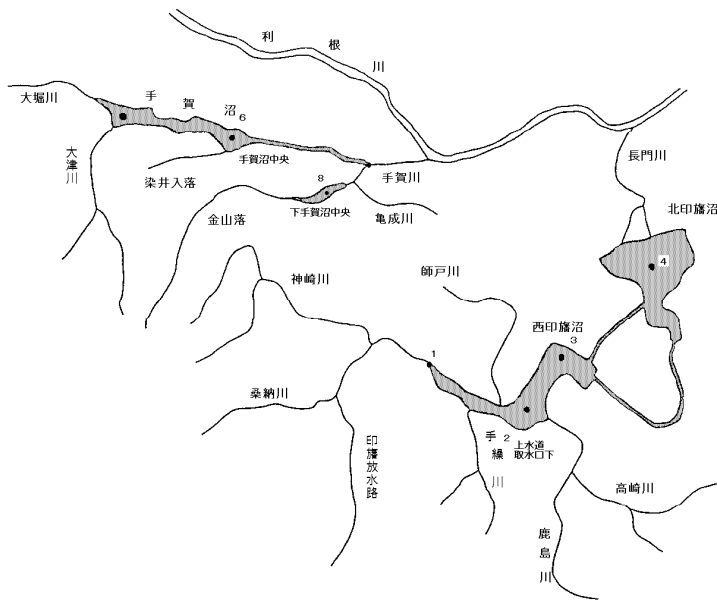 利根川
大堀川
手賀沼
6
手賀沼中央
大津川
染井入落
手賀川
長門川
8
下手賀沼中央
金山落
亀成川
北印旛沼
4
神崎川
師戸川
西印旛沼
3
1
桑納川
手繰川
2
上水道
取水口下
印旛放水路
高崎川
鹿島川